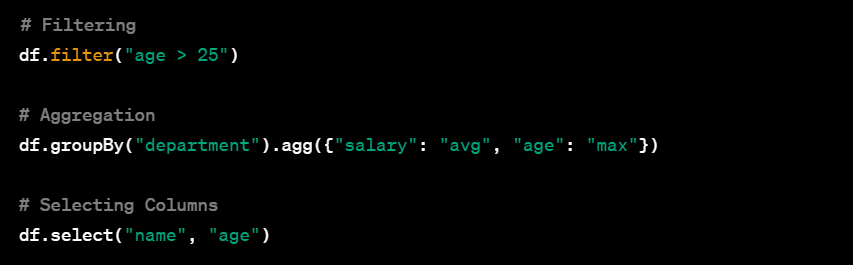 # Filtering
df.filter("age > 25")
# Aggregation
df.groupBy("department").agg({"salary": "avg", "age": "max"})
# Selecting Columns
df.select("name", "age")